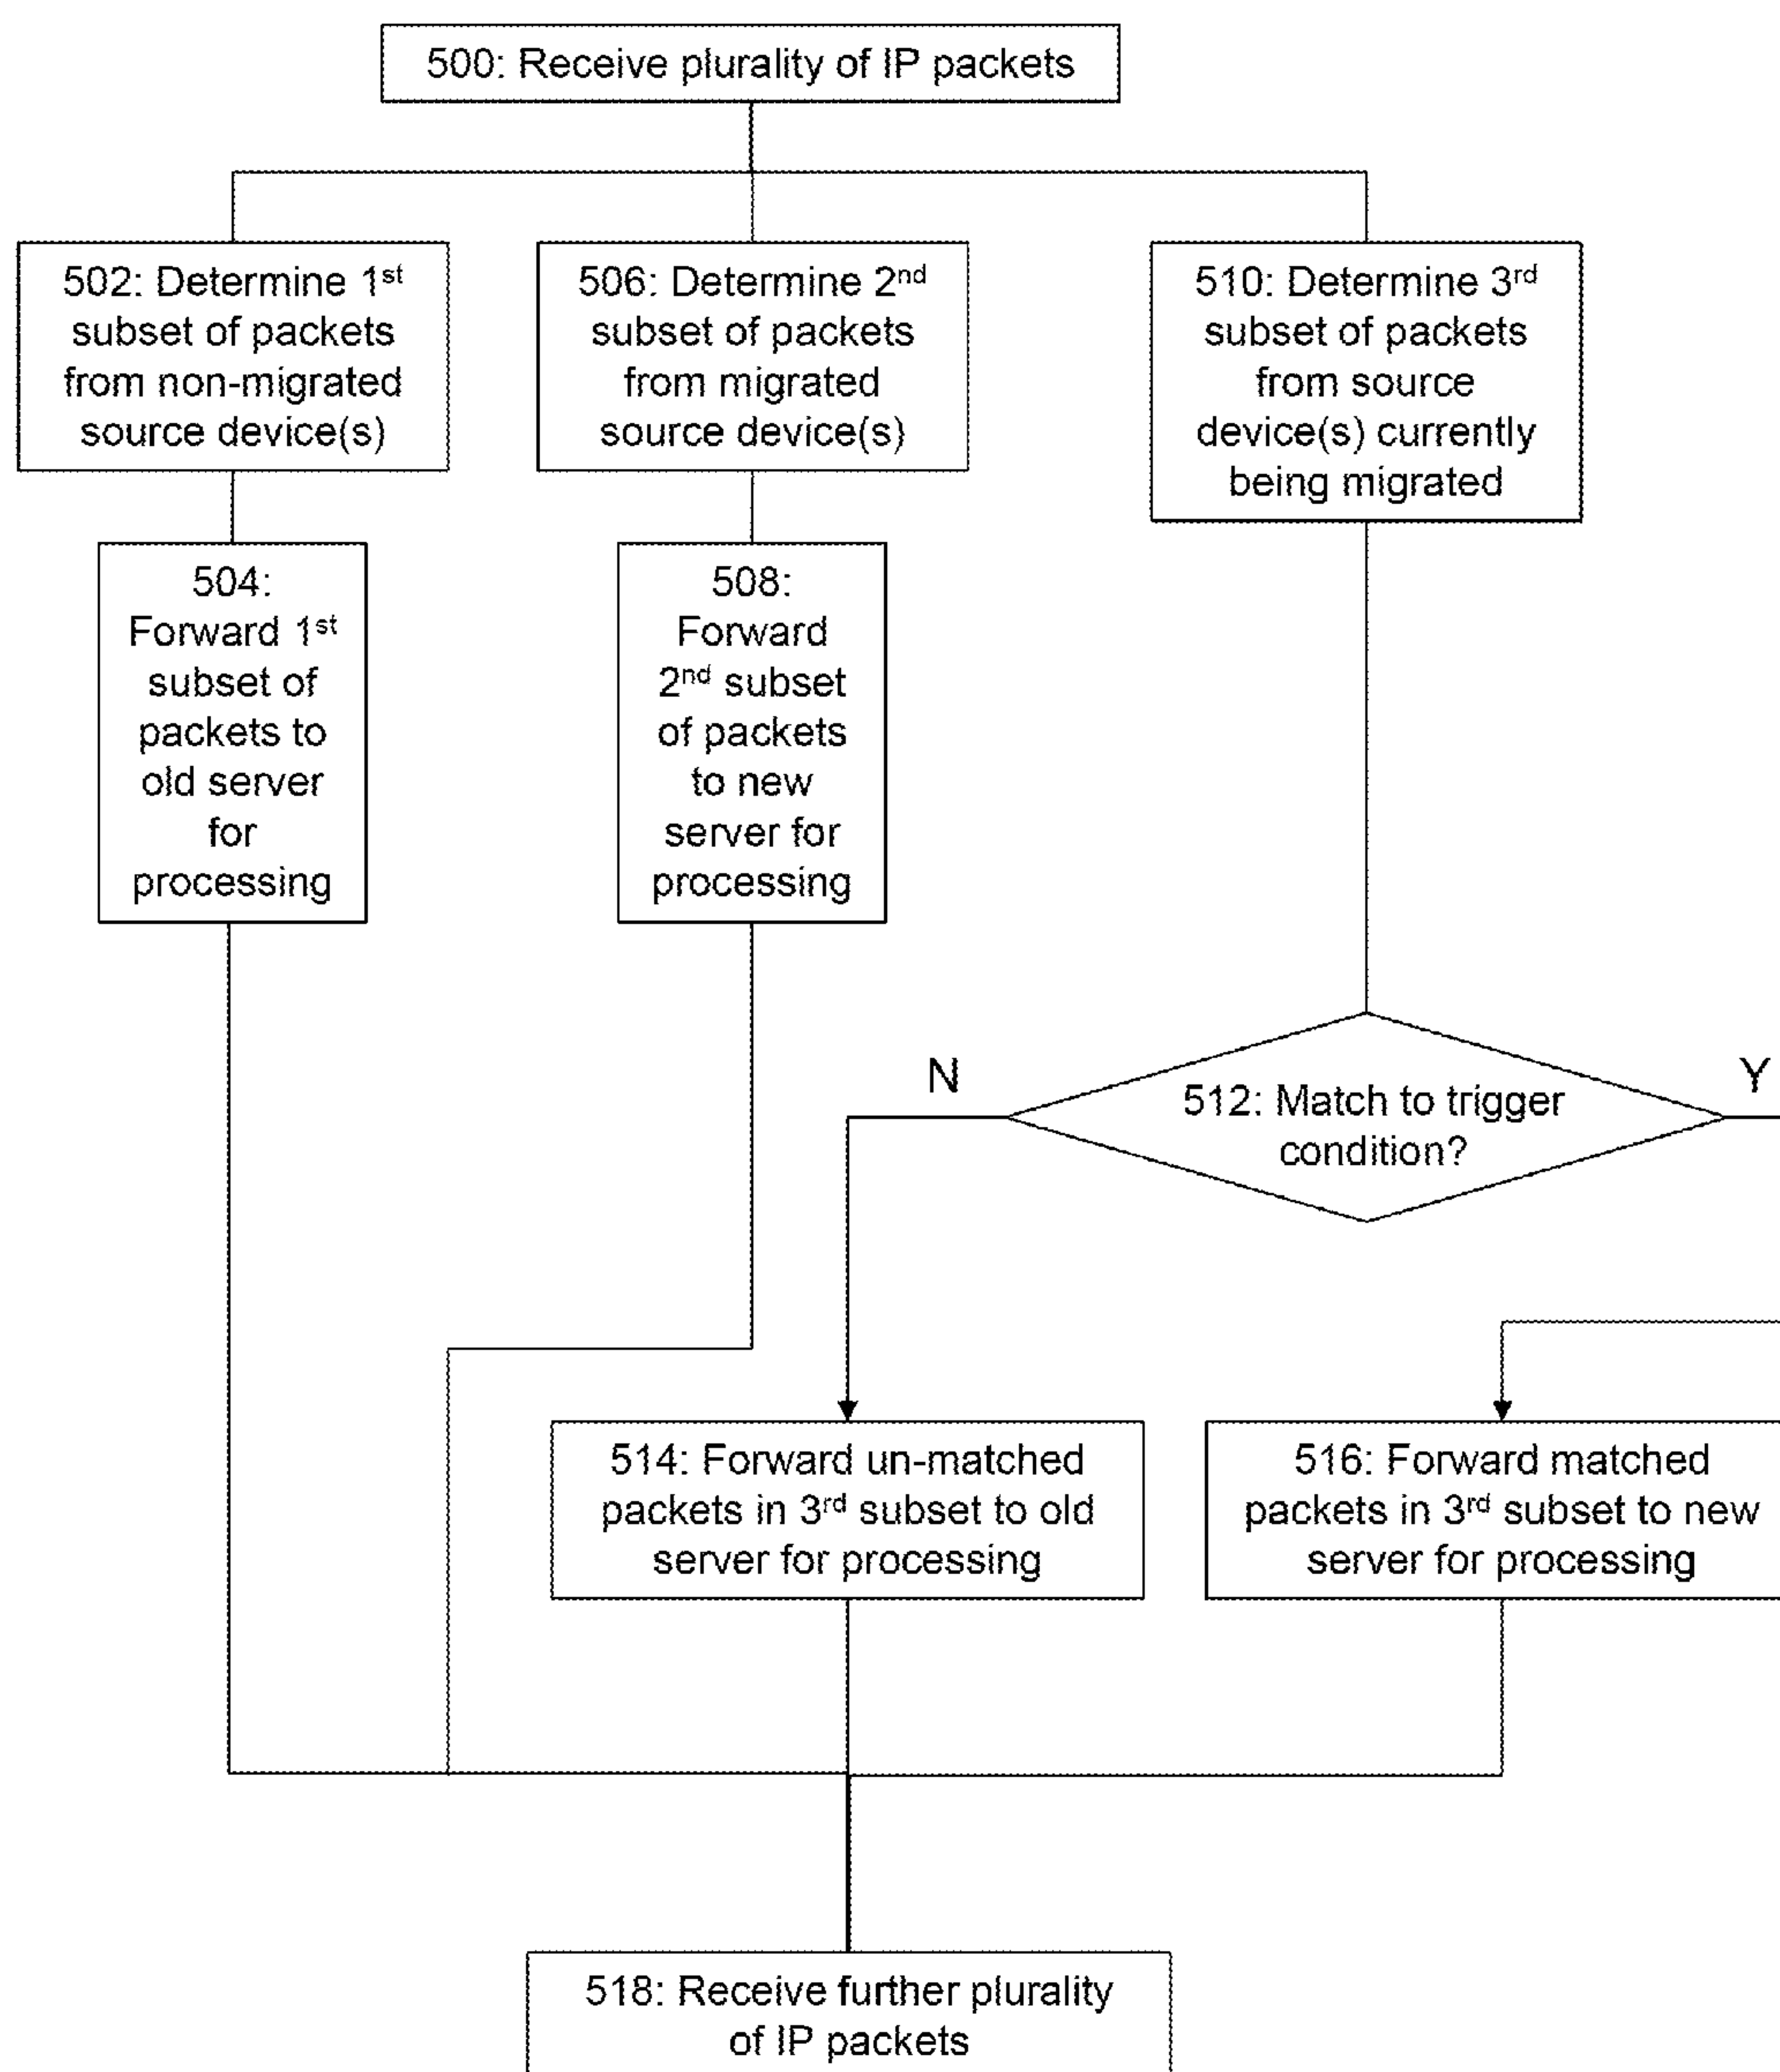 500: Receive plurality of IP packets
502: Determine 1st
subset of packets
from non-migrated
source device(s)
506: Determine 2nd
subset of packets
from migrated
source device(s)
510: Determine 3rd
subset of packets
from source
device(s) currently
being migrated
504:
Forward 1st
subset of
packets to
old server
for
processing
508:
Forward
2nd subset
of packets
to new
server for
processing
N
512: Match to trigger
condition?
Y
514: Forward un-matched
packets in 3rd subset to old
server for processing
516: Forward matched
packets in 3rd subset to new
server for processing
518: Receive further plurality
of IP packets